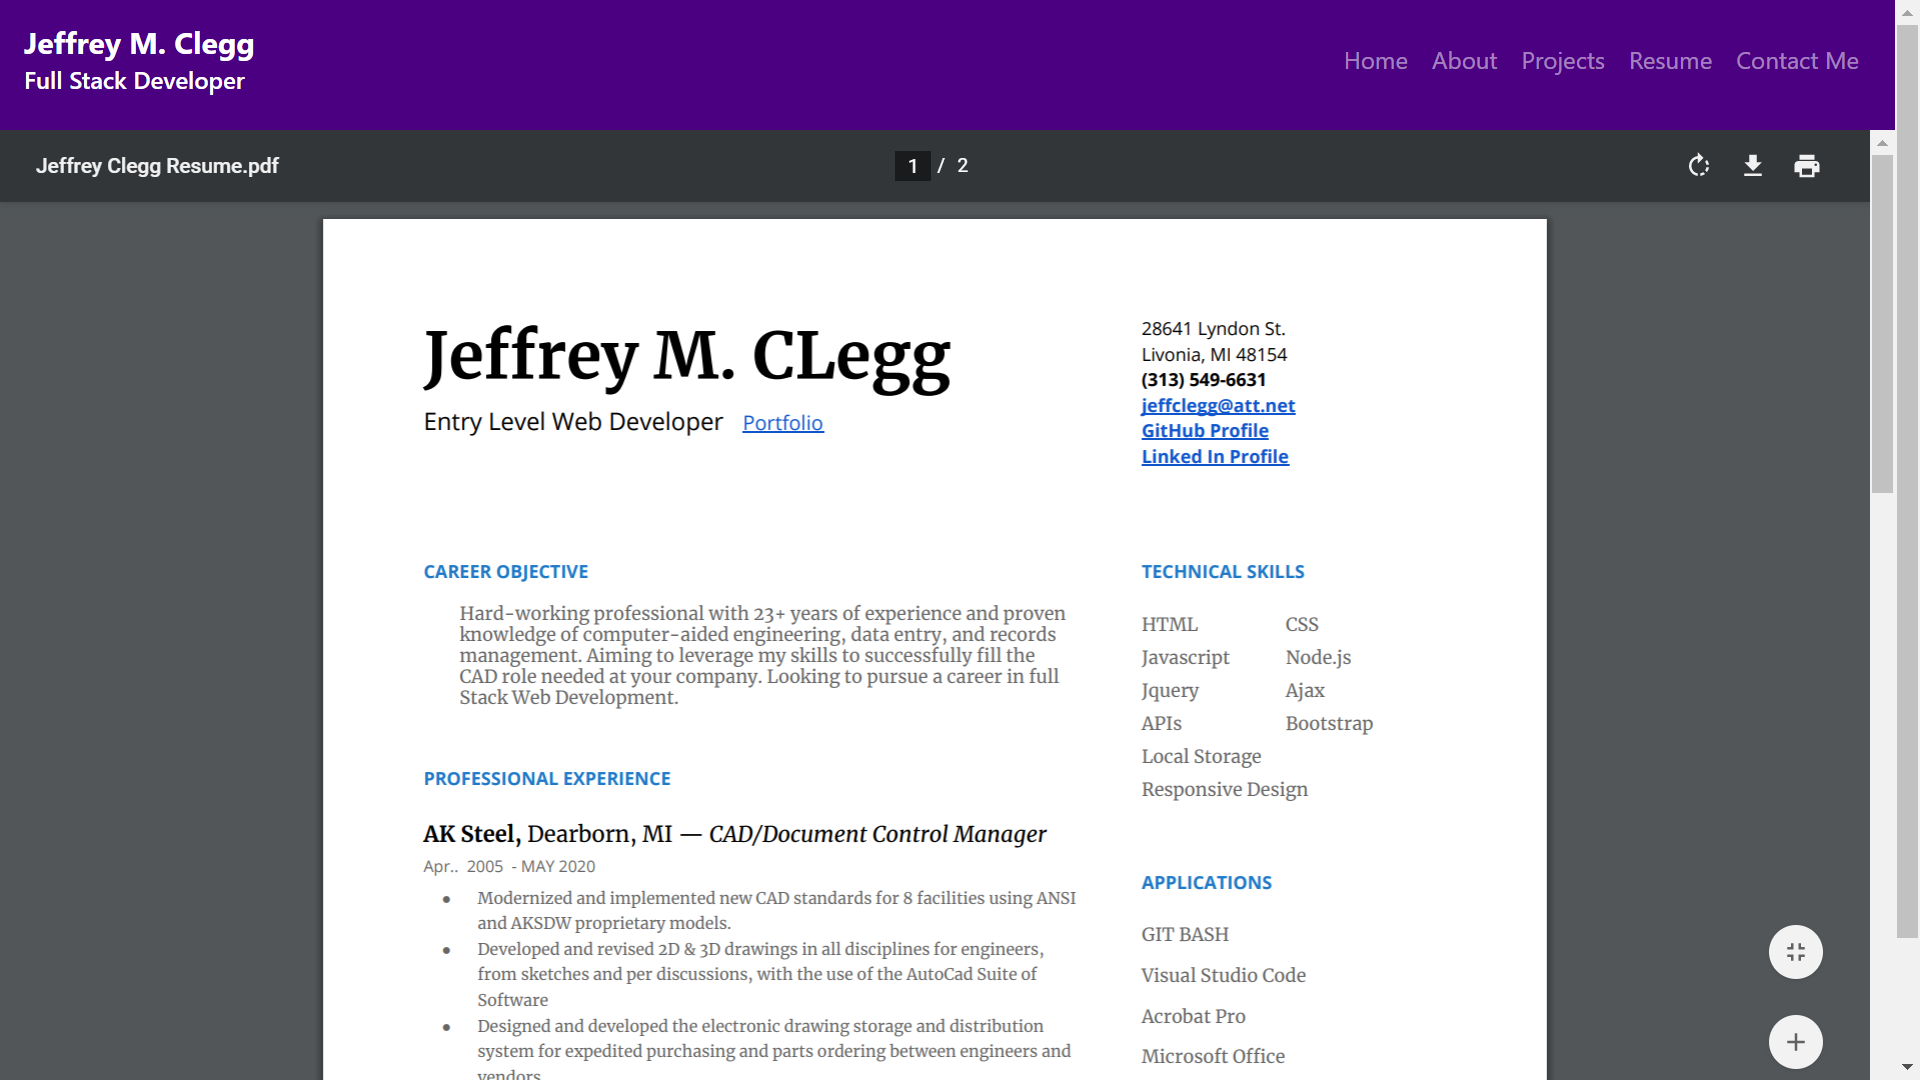 Jeffrey M. Clegg
Full Stack Developer
Home About Projects Resume Contact Me
Jeffrey Clegg Resume.pdf
1 / 2
Jeffrey M. CLegg
Entry Level Web Developer Portfolio
28641 Lyndon St.
Livonia, MI 48154
(313) 549-6631
jeffclegg@att.net
GitHub Profile
Linked In Profile
CAREER OBJECTIVE
Hard-working professional with 23+ years of experience and proven
knowledge of computer-aided engineering, data entry, and records
management. Aiming to leverage my skills to successfully fill the
CAD role needed at your company. Looking to pursue a career in full
Stack Web Development.
PROFESSIONAL EXPERIENCE
AK Steel, Dearborn, MI — CAD/Document Control Manager
Apr.. 2005 - MAY 2020
● Modernized and implemented new CAD standards for 8 facilities using ANSI
and AKSDW proprietary models.
● Developed and revised 2D & 3D drawings in all disciplines for engineers,
from sketches and per discussions, with the use of the AutoCad Suite of
Software
● Designed and developed the electronic drawing storage and distribution
system for expedited purchasing and parts ordering between engineers and
vendors.
TECHNICAL SKILLS
HTML CSS
Javascript Node.js
Jquery Ajax
APIs Bootstrap
Local Storage
Responsive Design
APPLICATIONS
GIT BASH
Visual Studio Code
Acrobat Pro
Microsoft Office